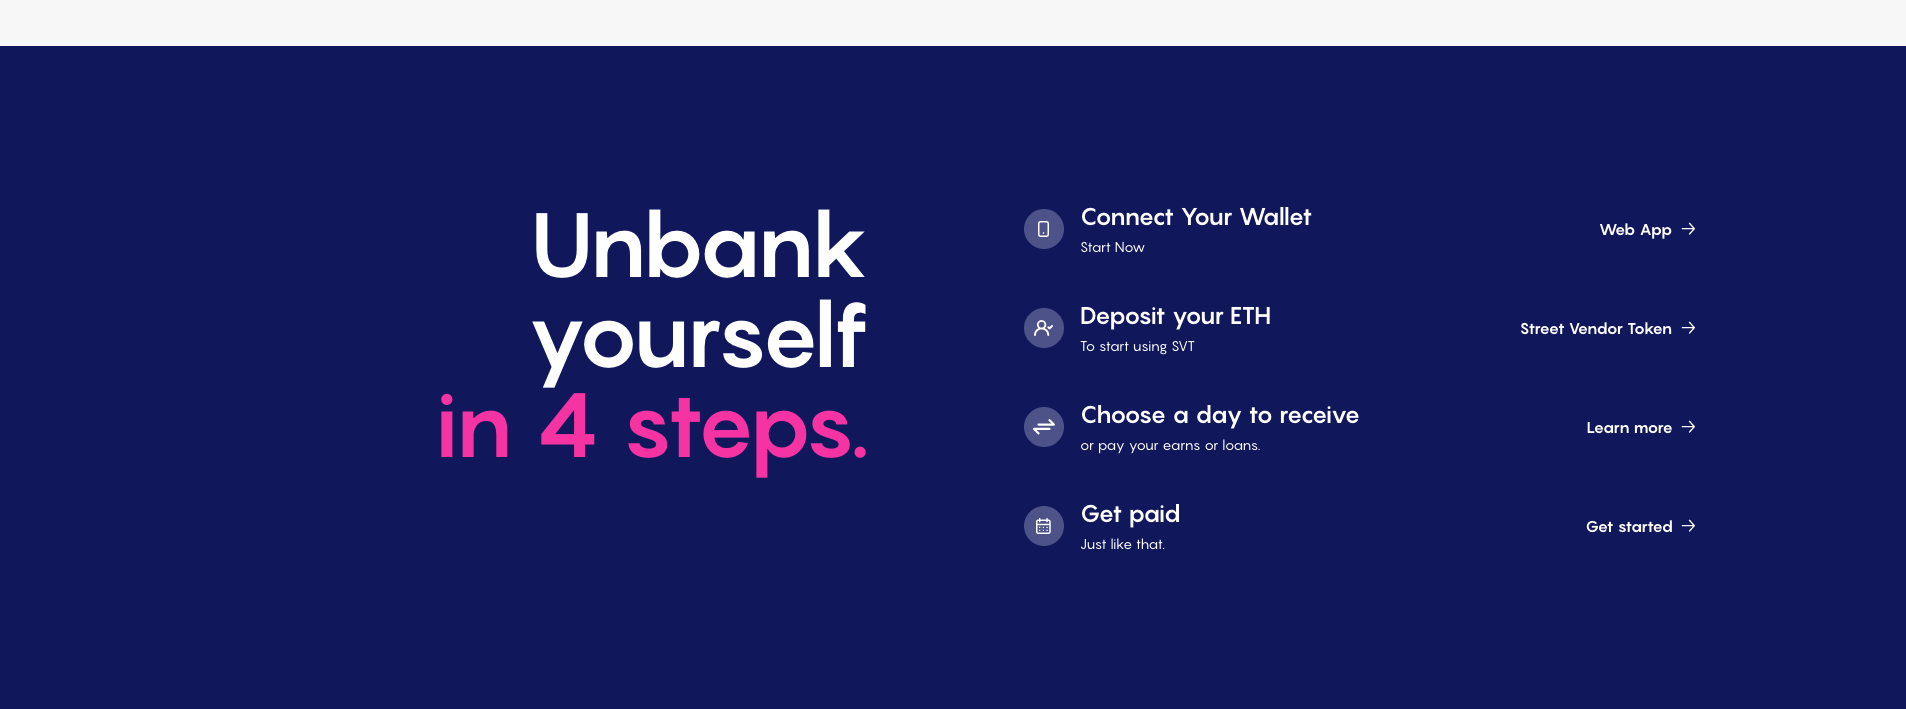 Unbank
yourself
in 4 steps.
Connect Your Wallet
Start Now
Web App
Deposit your ETH
To start using SVT
Street Vendor Token
Choose a day to receive
or pay your earns or loans.
Learn more
Get paid
Just like that.
Get started